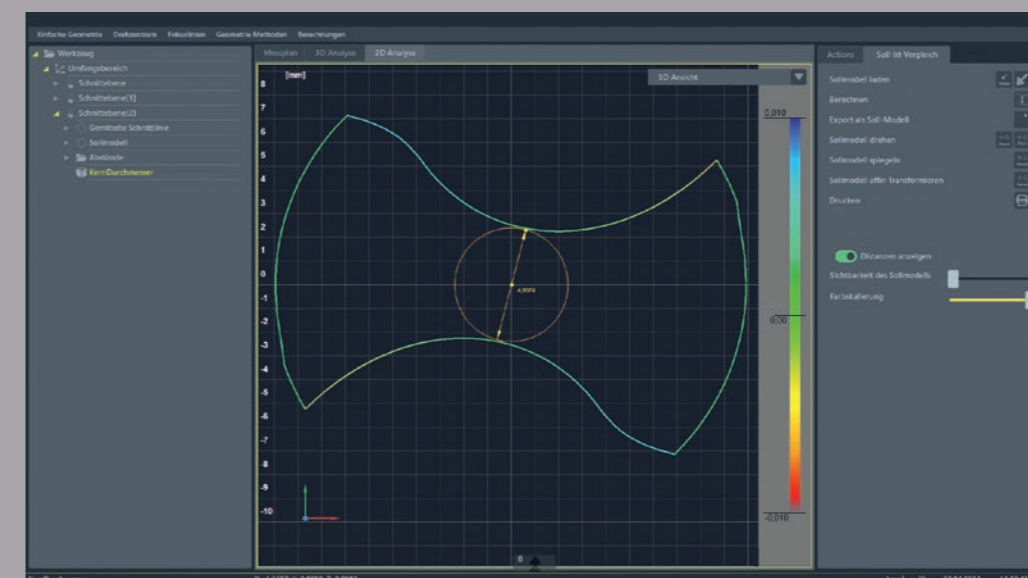 Einfache Geometrie Drehzentrum Fokuslinien Geometrie Methoden Berechnungen
Werkzeug
Umfangsbereich
Schnittebene
Schnittebene[1]
Schnittebene[2]
Gemittelte Schnittlinie
Sollmodell
Abstände
KernDurchmesser
Messplan 3D Analyse 2D Analyse
[mm]
3D Ansicht
8
7
6
5
4
3
2
1
0
-1
-2
-3
-4
-5
-6
-7
-8
-9
-10
0,010
0,00
-0,010
0
Actions Soll-Ist Vergleich
Sollmodell laden
Berechnen
Export als Soll-Modell
Sollmodell drehen
Sollmodell spiegeln
Sollmodell affin Transformieren
Drucken
Distanzen anzeigen
Sichtbarkeit des Sollmodells
Farbskalierung